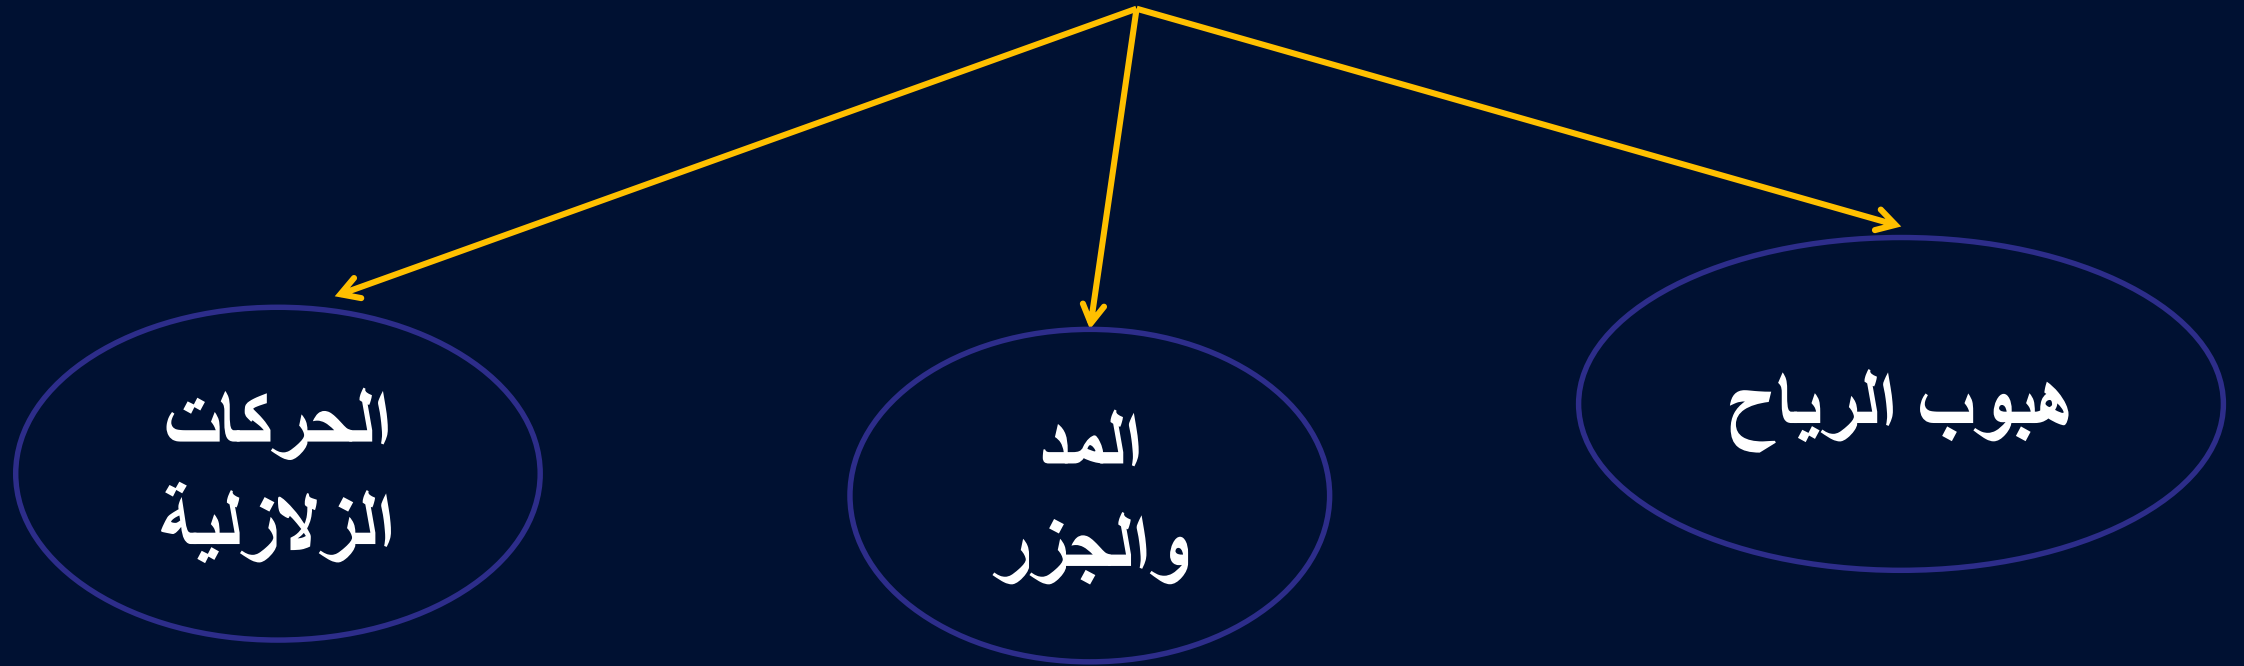 هبوب الرياح
المد
والجزر
الحركات
الزلازلية